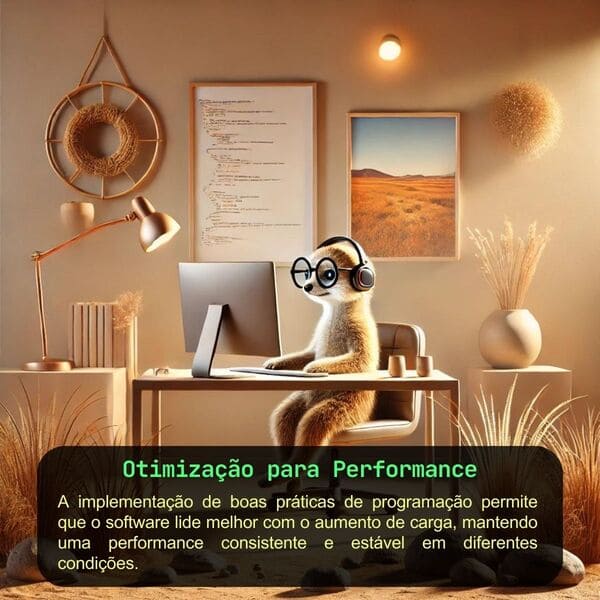 Otimização para Performance
A implementação de boas práticas de programação permite
que o software lide melhor com o aumento de carga, mantendo
uma performance consistente e estável em diferentes
condições.